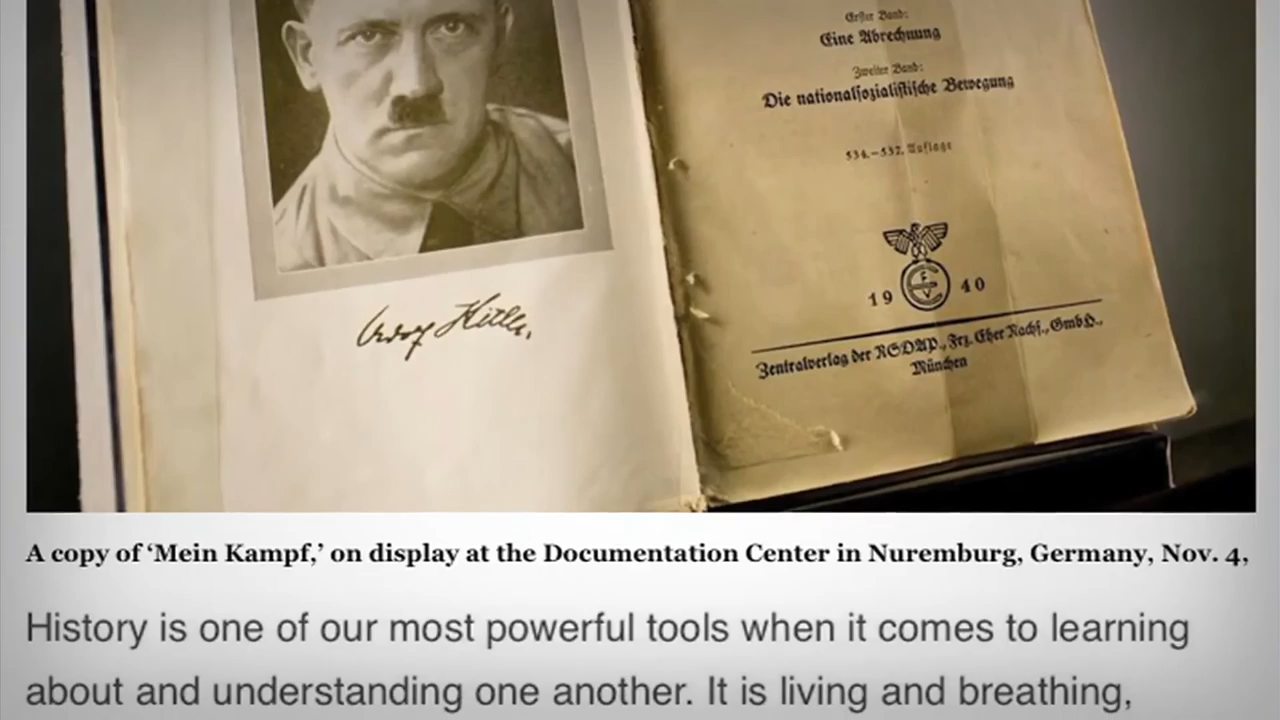 Erster Band:
Eine Abrechnung
Zweiter Band:
Die nationalsozialistische Bewegung
534.–537. Auflage
19 40
Zentralverlag der NSDAP., Frz. Eher Nachf., GmbH.,
München
Adolf Hitler.
A copy of ‘Mein Kampf,’ on display at the Documentation Center in Nuremburg, Germany, Nov. 4,
History is one of our most powerful tools when it comes to learning
about and understanding one another. It is living and breathing,